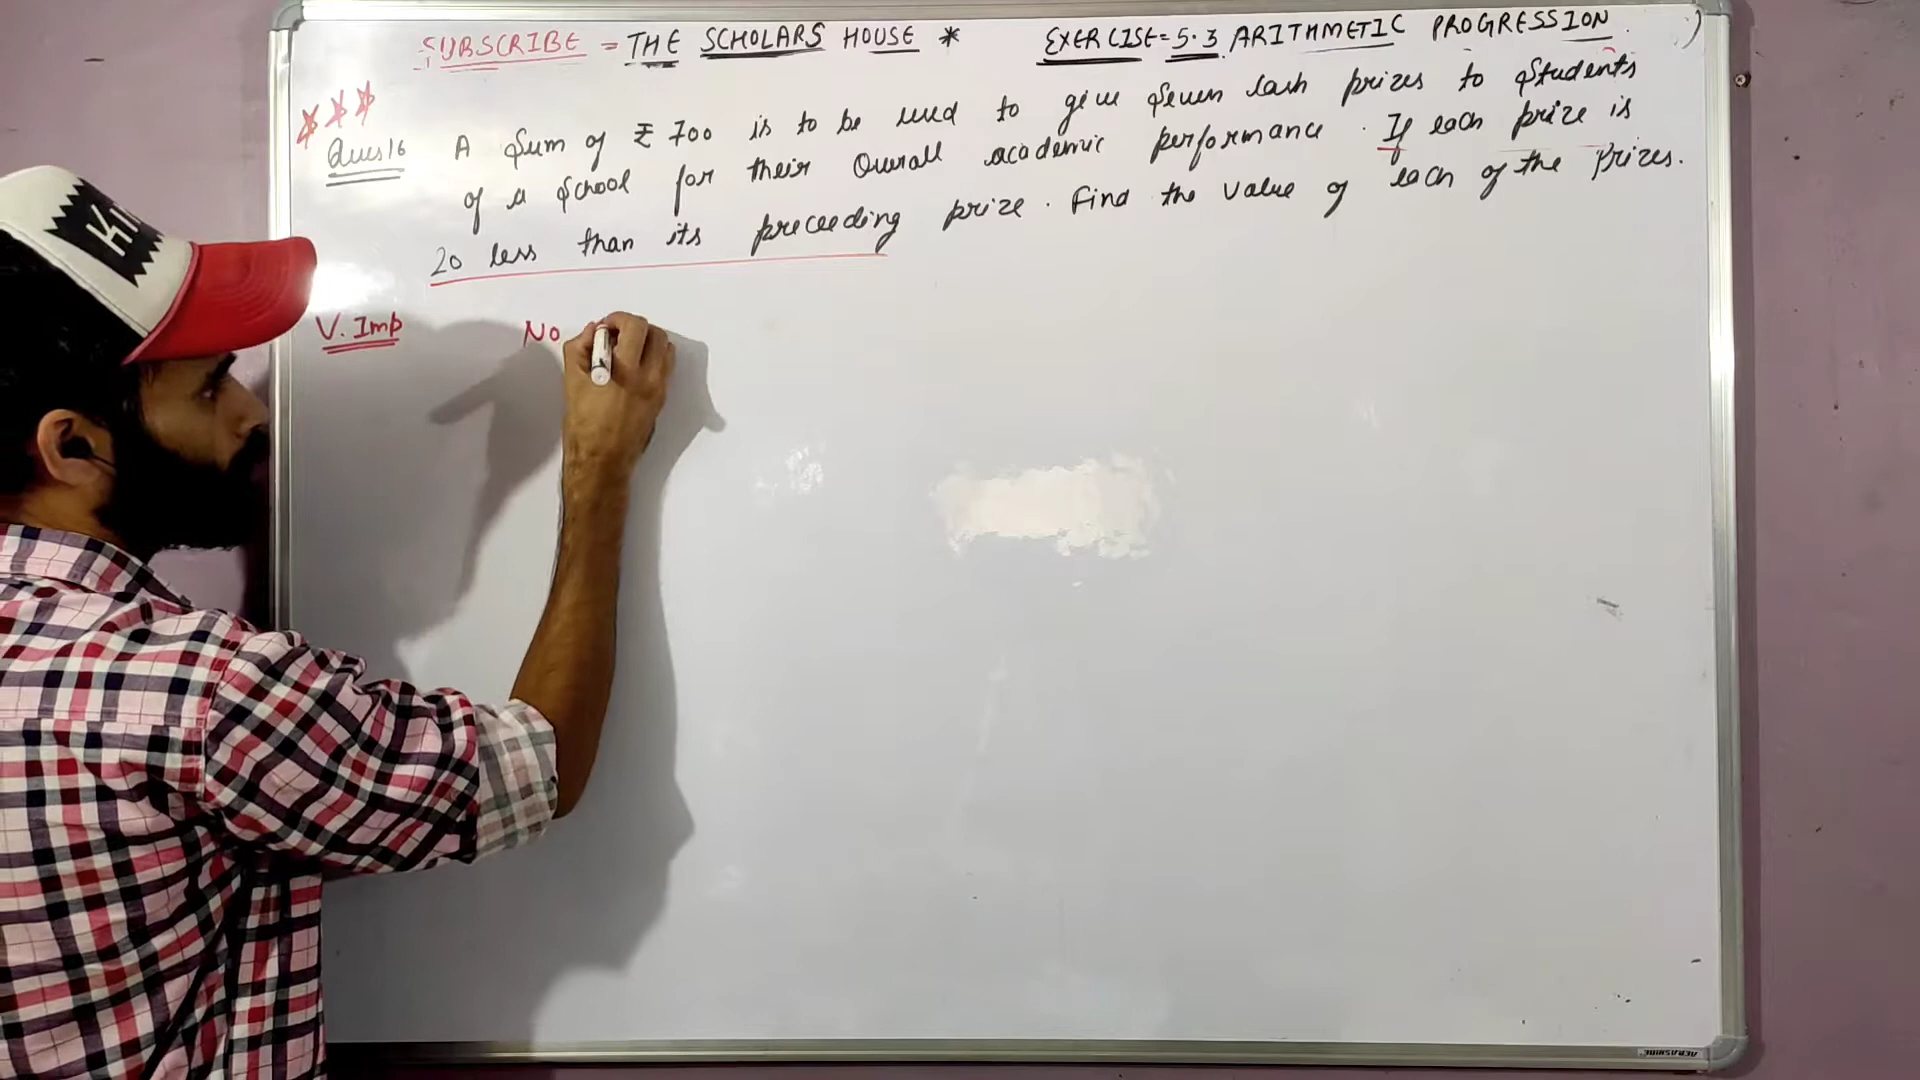 SUBSCRIBE = THE SCHOLARS HOUSE * EXERCISE = 5.3 ARITHMETIC PROGRESSION
Ques 16 A Sum of ₹ 700 is to be used to give seven cash prizes to Students
of a School for their Overall academic performance. If each prize is
20 less than its preceeding prize. Find the value of each of the prizes.
V. Imp No